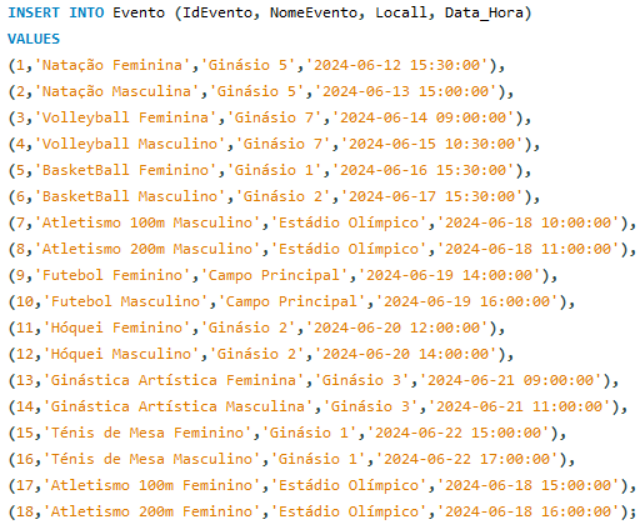 INSERT INTO Evento (IdEvento, NomeEvento, Locall, Data_Hora)
VALUES
(1,'Natação Feminina','Ginásio 5','2024-06-12 15:30:00'),
(2,'Natação Masculina','Ginásio 5','2024-06-13 15:00:00'),
(3,'Volleyball Feminina','Ginásio 7','2024-06-14 09:00:00'),
(4,'Volleyball Masculino','Ginásio 7','2024-06-15 10:30:00'),
(5,'BasketBall Feminino','Ginásio 1','2024-06-16 15:30:00'),
(6,'BasketBall Masculino','Ginásio 2','2024-06-17 15:30:00'),
(7,'Atletismo 100m Masculino','Estádio Olímpico','2024-06-18 10:00:00'),
(8,'Atletismo 200m Masculino','Estádio Olímpico','2024-06-18 11:00:00'),
(9,'Futebol Feminino','Campo Principal','2024-06-19 14:00:00'),
(10,'Futebol Masculino','Campo Principal','2024-06-19 16:00:00'),
(11,'Hóquei Feminino','Ginásio 2','2024-06-20 12:00:00'),
(12,'Hóquei Masculino','Ginásio 2','2024-06-20 14:00:00'),
(13,'Ginástica Artística Feminina','Ginásio 3','2024-06-21 09:00:00'),
(14,'Ginástica Artística Masculina','Ginásio 3','2024-06-21 11:00:00'),
(15,'Ténis de Mesa Feminino','Ginásio 1','2024-06-22 15:00:00'),
(16,'Ténis de Mesa Masculino','Ginásio 1','2024-06-22 17:00:00'),
(17,'Atletismo 100m Feminino','Estádio Olímpico','2024-06-18 15:00:00'),
(18,'Atletismo 200m Feminino','Estádio Olímpico','2024-06-18 16:00:00');